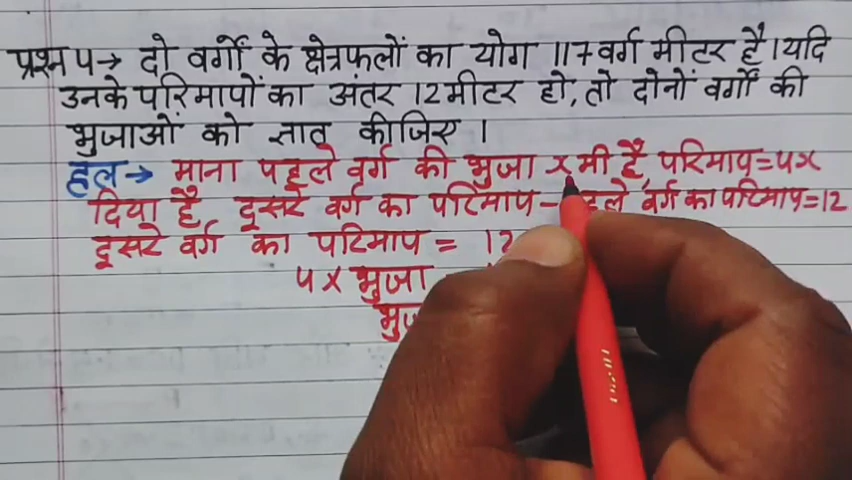 प्रश्न 4→ दो वर्गों के क्षेत्रफलों का योग 117 वर्ग मीटर है। यदि
उनके परिमापों का अंतर 12 मीटर हो, तो दोनों वर्गों की
भुजाओं को ज्ञात कीजिए।
हल→ माना पहले वर्ग की भुजा x मी है, परिमाप=4x
दिया है, दूसरे वर्ग का परिमाप - पहले वर्ग का परिमाप=12
दूसरे वर्ग का परिमाप = 12
4 x भुजा